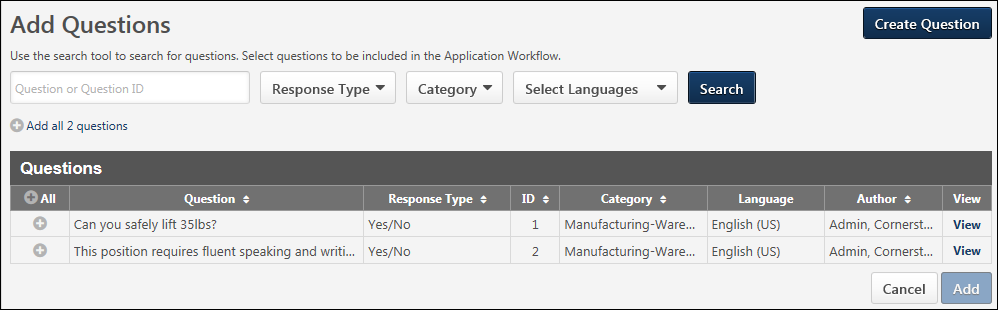 Add Questions
Create Question
Use the search tool to search for questions. Select questions to be included in the Application Workflow.
Question or Question ID Response Type Category Select Languages Search
Add all 2 questions
Questions
All Question Response Type ID Category Language Author View
Can you safely lift 35lbs? Yes/No 1 Manufacturing-Ware... English (US) Admin, Cornerst... View
This position requires fluent speaking and writi... Yes/No 2 Manufacturing-Ware... English (US) Admin, Cornerst... View
Cancel Add